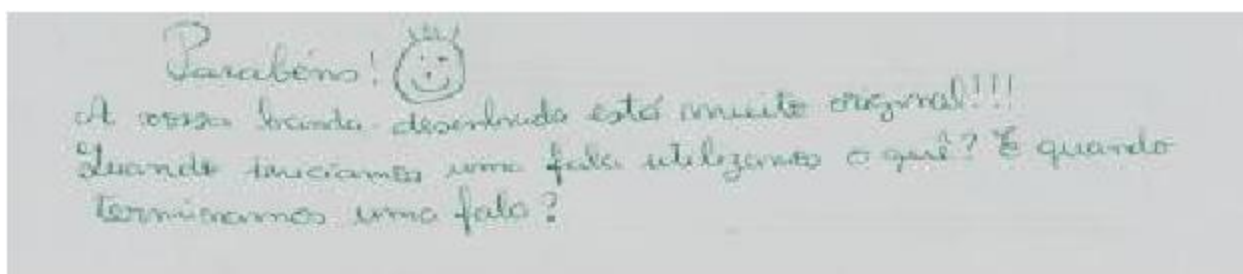 Parabéns!
A vossa banda desenhada está muito original!!!
Quando iniciamos uma fala utilizamos o quê? E quando
terminamos uma fala?